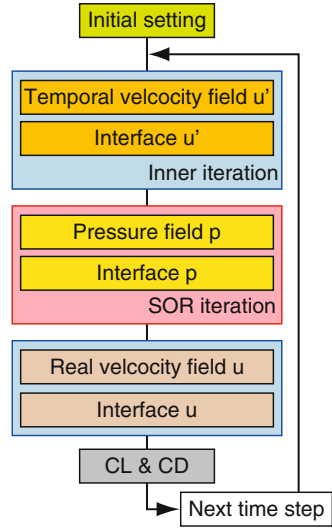 Initial setting
Temporal velcocity field u'
Interface u'
Inner iteration
Pressure field p
Interface p
SOR iteration
Real velcocity field u
Interface u
CL & CD
Next time step